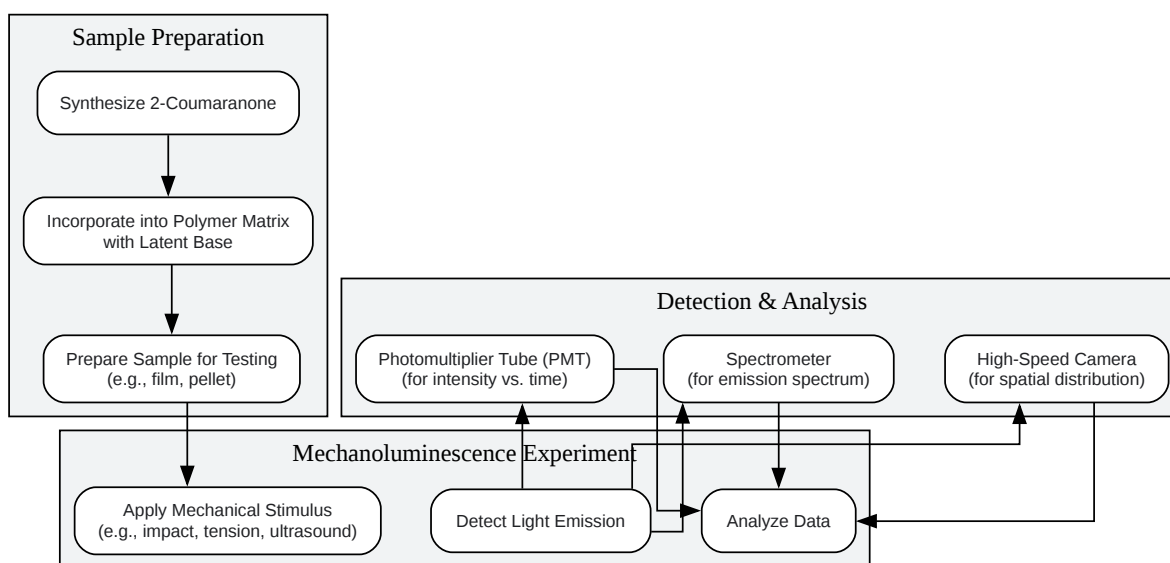 Sample Preparation
Synthesize 2-Coumaranone
Incorporate into Polymer Matrix
with Latent Base
Prepare Sample for Testing
(e.g., film, pellet)
Detection & Analysis
Photomultiplier Tube (PMT)
(for intensity vs. time)
Spectrometer
(for emission spectrum)
High-Speed Camera
(for spatial distribution)
Mechanoluminescence Experiment
Apply Mechanical Stimulus
(e.g., impact, tension, ultrasound)
Detect Light Emission
Analyze Data